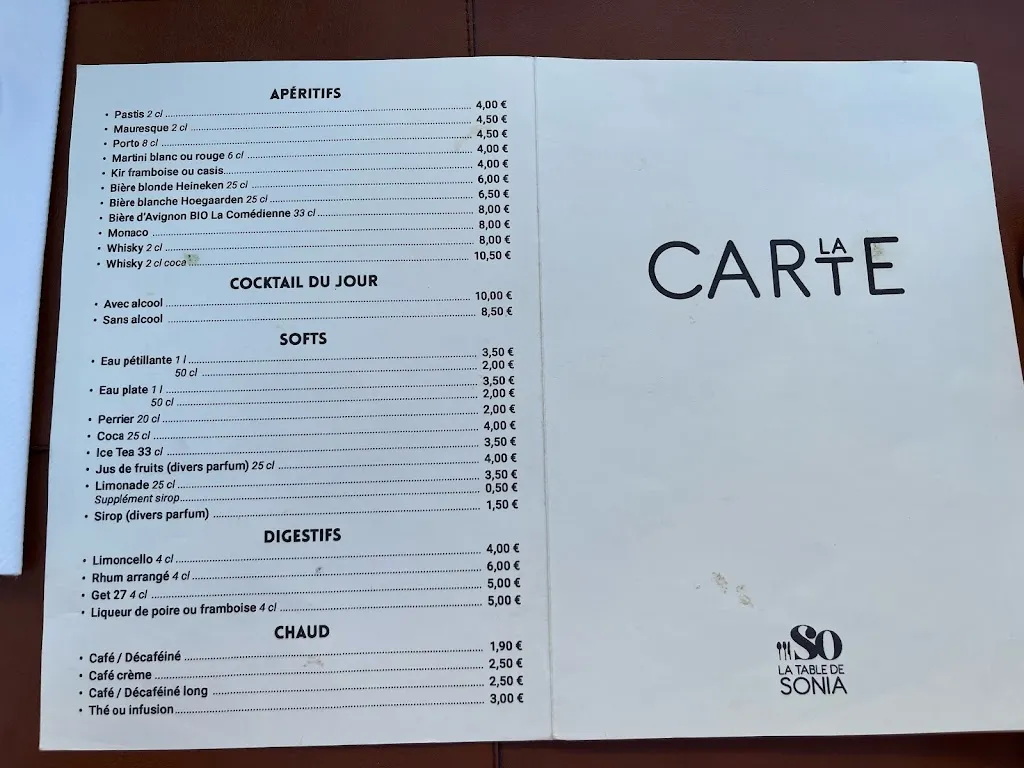 APÉRITIFS
• Pastis 2 cl 4,00 €
• Mauresque 2 cl 4,50 €
• Porto 8 cl 4,50 €
• Martini blanc ou rouge 6 cl 4,00 €
• Kir framboise ou casis 4,00 €
• Bière blonde Heineken 25 cl 6,00 €
• Bière blanche Hoegaarden 25 cl 6,50 €
• Bière d'Avignon BIO La Comédienne 33 cl 8,00 €
• Monaco 8,00 €
• Whisky 2 cl 8,00 €
• Whisky 2 cl coca 10,50 €
COCKTAIL DU JOUR
• Avec alcool 10,00 €
• Sans alcool 8,50 €
SOFTS
• Eau pétillante 1 l 3,50 €
50 cl 2,00 €
• Eau plate 1 l 3,50 €
50 cl 2,00 €
• Perrier 20 cl 2,00 €
• Coca 25 cl 4,00 €
• Ice Tea 33 cl 3,50 €
• Jus de fruits (divers parfum) 25 cl 4,00 €
• Limonade 25 cl 3,50 €
Supplément sirop 0,50 €
• Sirop (divers parfum) 1,50 €
DIGESTIFS
• Limoncello 4 cl 4,00 €
• Rhum arrangé 4 cl 6,00 €
• Get 27 4 cl 5,00 €
• Liqueur de poire ou framboise 4 cl 5,00 €
CHAUD
• Café / Décaféiné 1,90 €
• Café crème 2,50 €
• Café / Décaféiné long 2,50 €
• Thé ou infusion 3,00 €
LA
CARTE
SO
LA TABLE DE
SONIA